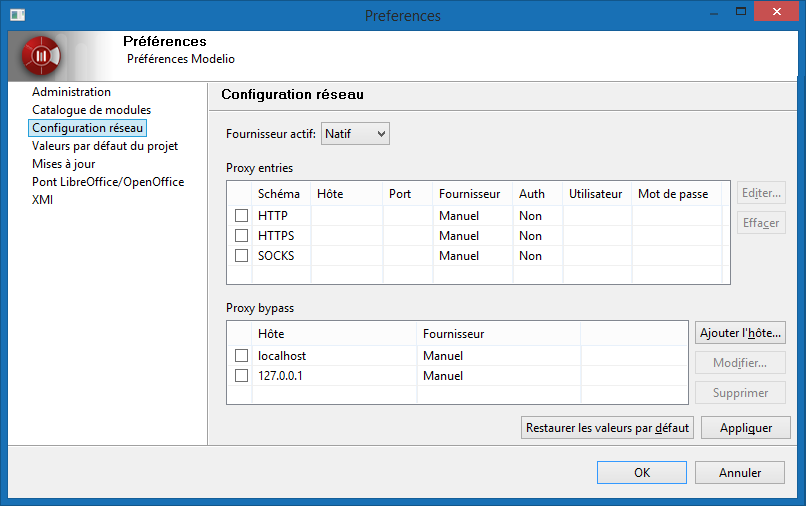 Preferences
Préférences
Préférences Modelio
Administration
Catalogue de modules
Configuration réseau
Valeurs par défaut du projet
Mises à jour
Pont LibreOffice/OpenOffice
XMI
Configuration réseau
Fournisseur actif: Natif
Proxy entries
Schéma Hôte Port Fournisseur Auth Utilisateur Mot de passe
HTTP Manuel Non
HTTPS Manuel Non
SOCKS Manuel Non
Editer...
Effacer
Proxy bypass
Hôte Fournisseur
localhost Manuel
127.0.0.1 Manuel
Ajouter l'hôte...
Modifier...
Supprimer
Restaurer les valeurs par défaut Appliquer
OK Annuler